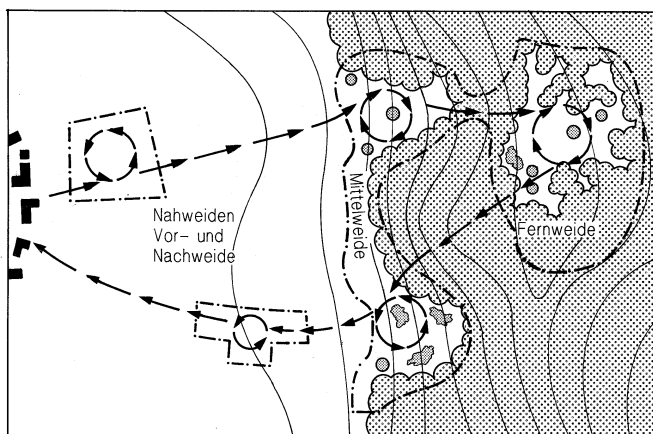 Nahweiden
Vor- und
Nachweide
Mittelweide
Fernweide